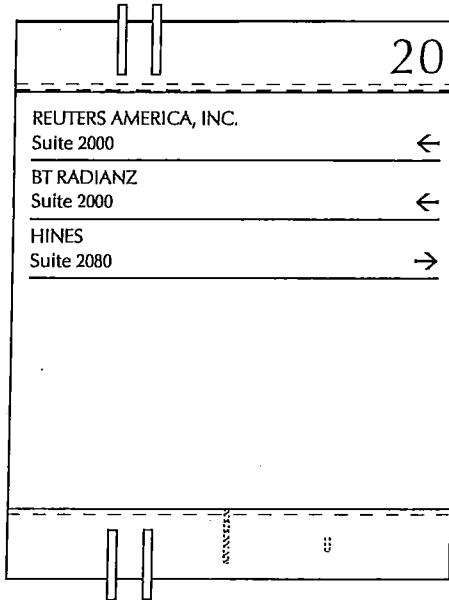 20
REUTERS AMERICA, INC.
Suite 2000 ←
BT RADIANZ
Suite 2000 ←
HINES
Suite 2080 →